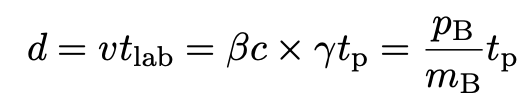 d = vt_lab = βc × γt_p = p_B/m_B t_p